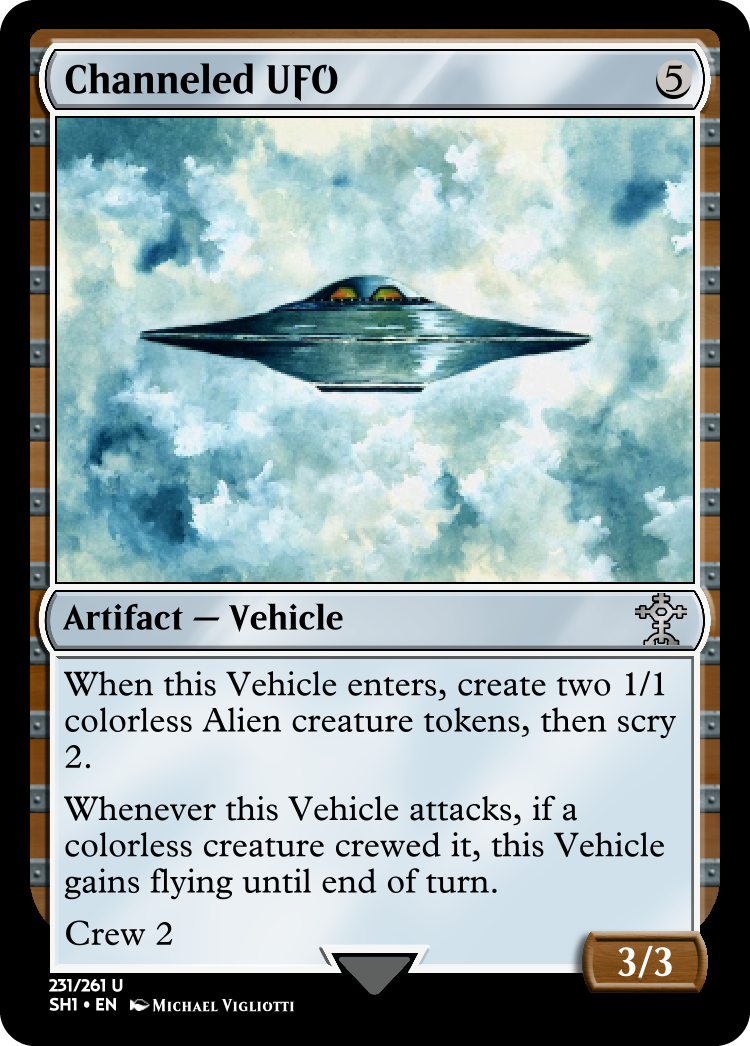 Channeled UFO 5
Artifact — Vehicle
When this Vehicle enters, create two 1/1
colorless Alien creature tokens, then scry
2.
Whenever this Vehicle attacks, if a
colorless creature crewed it, this Vehicle
gains flying until end of turn.
Crew 2
3/3
231/261 U
SH1 • EN Michael Vigliotti